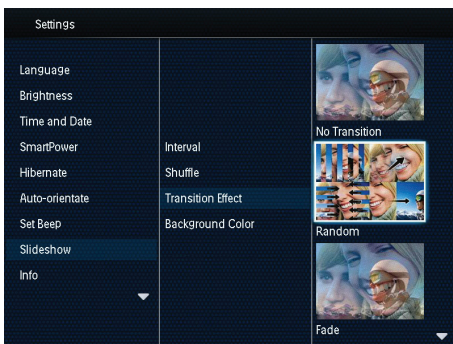 Settings
Language
Brightness
Time and Date
SmartPower
Hibernate
Auto-orientate
Set Beep
Slideshow
Info
Interval
Shuffle
Transition Effect
Background Color
No Transition
Random
Fade